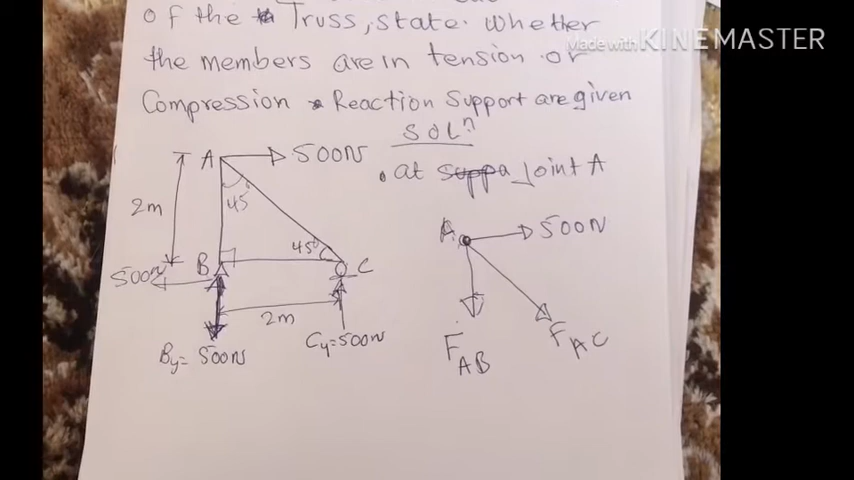 of the Truss, state. Whether
Made with KINEMASTER
the members are in tension or
Compression Reaction Support are given
SOLn
at Joint A
A 500N
45
2m
A 500N
45°
B C
500N
2m
By= 500N Cy=500N
FAB FAC